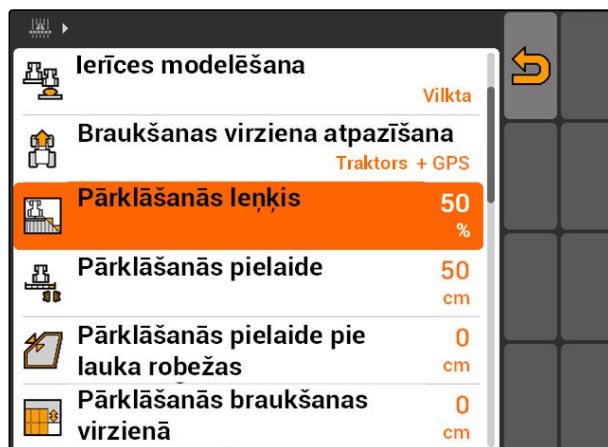 Ierīces modelēšana
Vilkta
Braukšanas virziena atpazīšana
Traktors + GPS
Pārklāšanās leņķis
50
%
Pārklāšanās pielaide
50
cm
Pārklāšanās pielaide pie
lauka robežas
0
cm
Pārklāšanās braukšanas
virzienā
0
cm